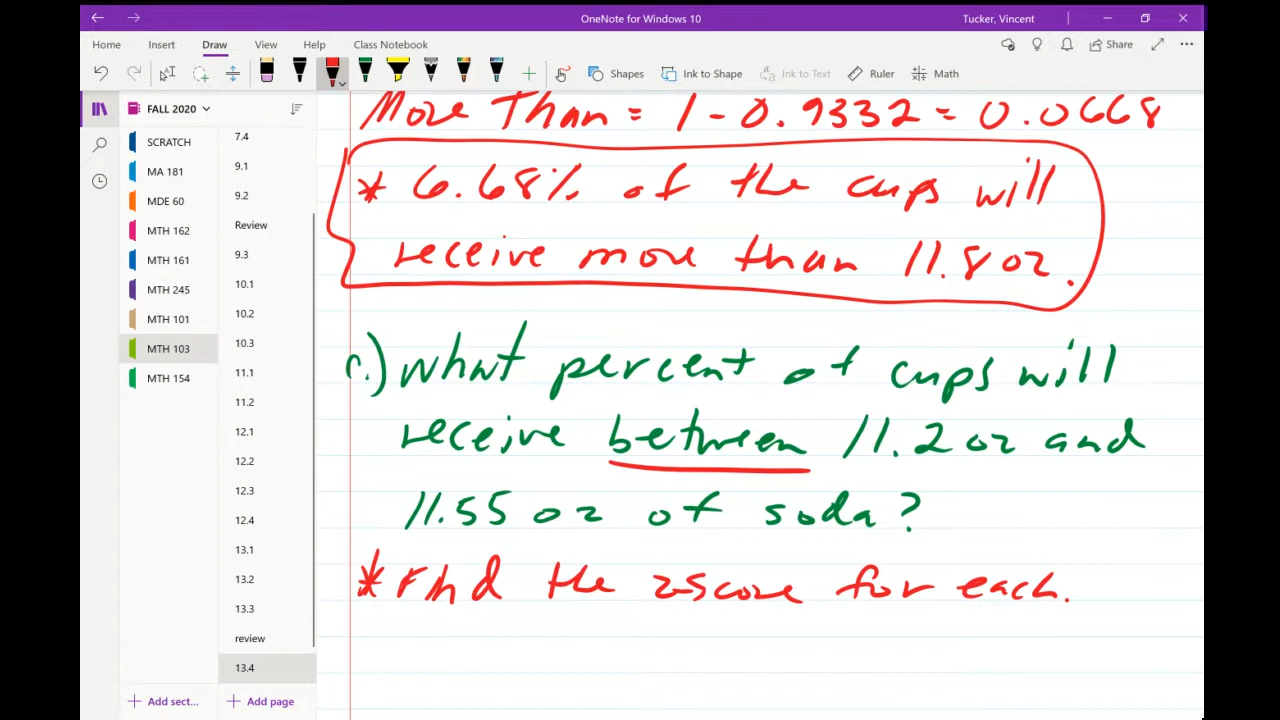 OneNote for Windows 10
Tucker, Vincent
Home Insert Draw View Help Class Notebook
Share
Shapes Ink to Shape Ink to Text Ruler Math
FALL 2020
SCRATCH
MA 181
MDE 60
MTH 162
MTH 161
MTH 245
MTH 101
MTH 103
MTH 154
Add sect...
7.4
9.1
9.2
Review
9.3
10.1
10.2
10.3
11.1
11.2
12.1
12.2
12.3
12.4
13.1
13.2
13.3
review
13.4
Add page
More Than = 1 - 0.9332 = 0.0668
* 6.68% of the cups will
receive more than 11.8 oz.
c.) What percent of cups will
receive between 11.2 oz and
11.55 oz of soda?
* Find the z-score for each.